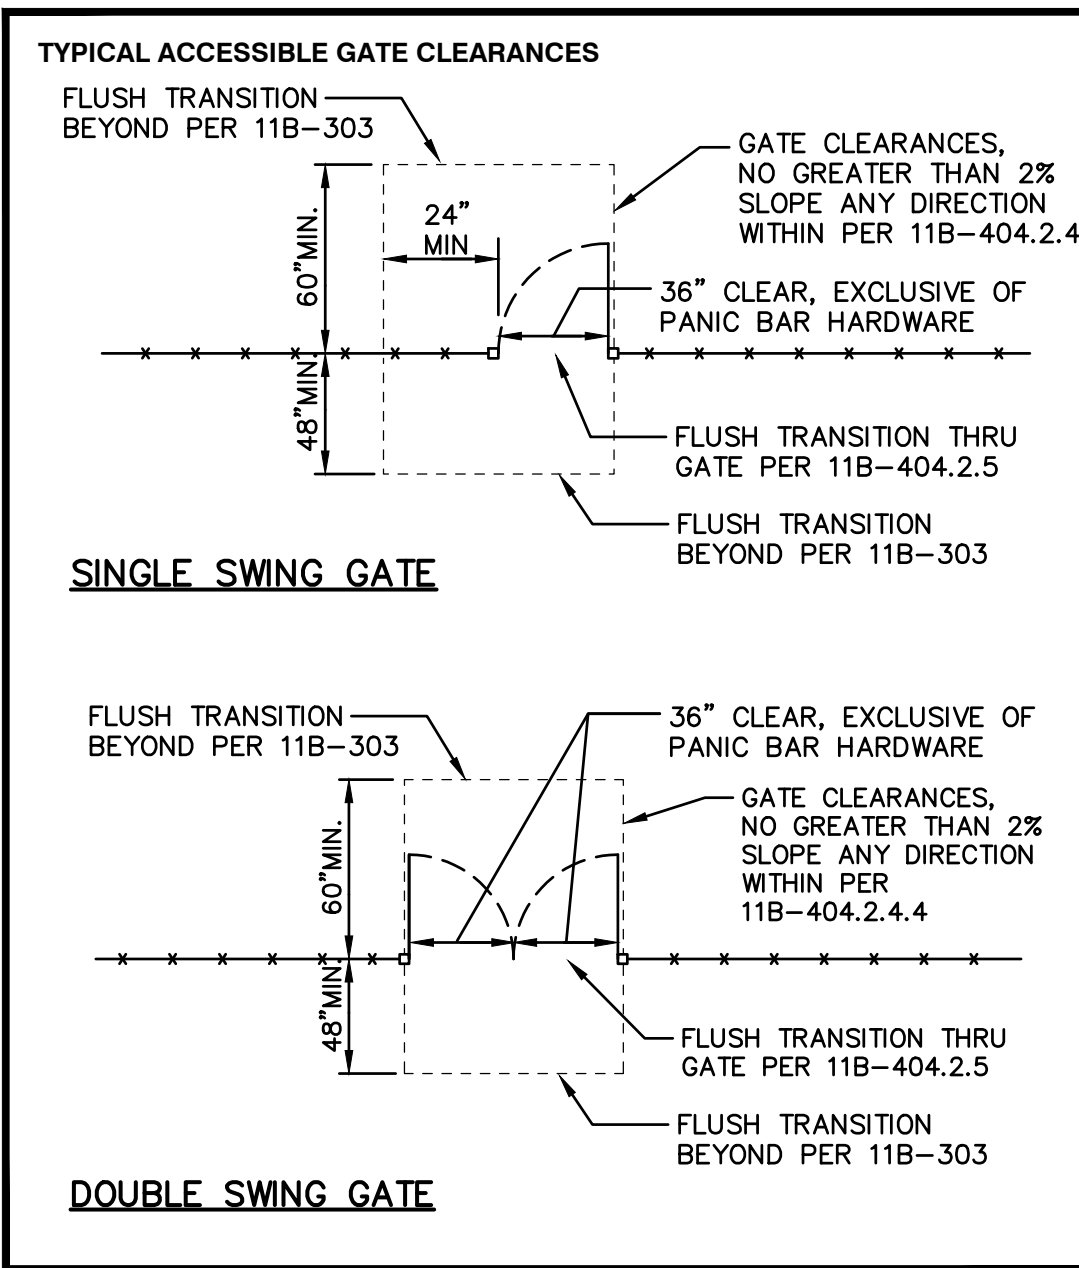 TYPICAL ACCESSIBLE GATE CLEARANCES
FLUSH TRANSITION
BEYOND PER 11B-303
GATE CLEARANCES,
NO GREATER THAN 2%
SLOPE ANY DIRECTION
WITHIN PER 11B-404.2.4
24"
MIN
60"MIN.
36" CLEAR, EXCLUSIVE OF
PANIC BAR HARDWARE
48"MIN.
FLUSH TRANSITION THRU
GATE PER 11B-404.2.5
FLUSH TRANSITION
BEYOND PER 11B-303
SINGLE SWING GATE
FLUSH TRANSITION
BEYOND PER 11B-303
36" CLEAR, EXCLUSIVE OF
PANIC BAR HARDWARE
GATE CLEARANCES,
NO GREATER THAN 2%
SLOPE ANY DIRECTION
WITHIN PER
11B-404.2.4.4
60"MIN.
48"MIN.
FLUSH TRANSITION THRU
GATE PER 11B-404.2.5
FLUSH TRANSITION
BEYOND PER 11B-303
DOUBLE SWING GATE